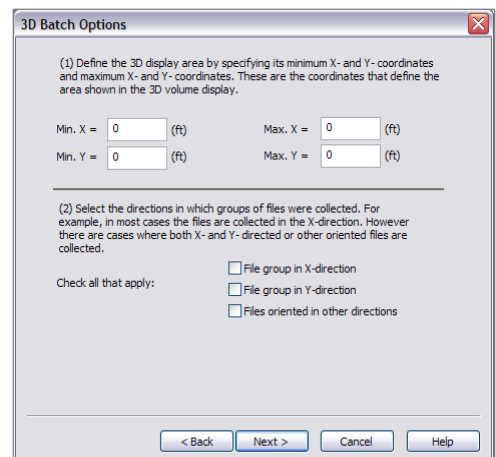 3D Batch Options
(1) Define the 3D display area by specifying its minimum X- and Y- coordinates
and maximum X- and Y- coordinates. These are the coordinates that define the
area shown in the 3D volume display.
Min. X = 0 (ft) Max. X = 0 (ft)
Min. Y = 0 (ft) Max. Y = 0 (ft)
(2) Select the directions in which groups of files were collected. For
example, in most cases the files are collected in the X-direction. However
there are cases where both X- and Y- directed or other oriented files are
collected.
File group in X-direction
Check all that apply:
File group in Y-direction
Files oriented in other directions
< Back Next > Cancel Help